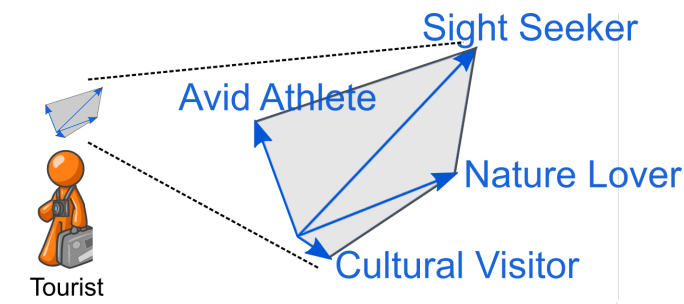 Sight Seeker
Avid Athlete
Nature Lover
Cultural Visitor
Tourist